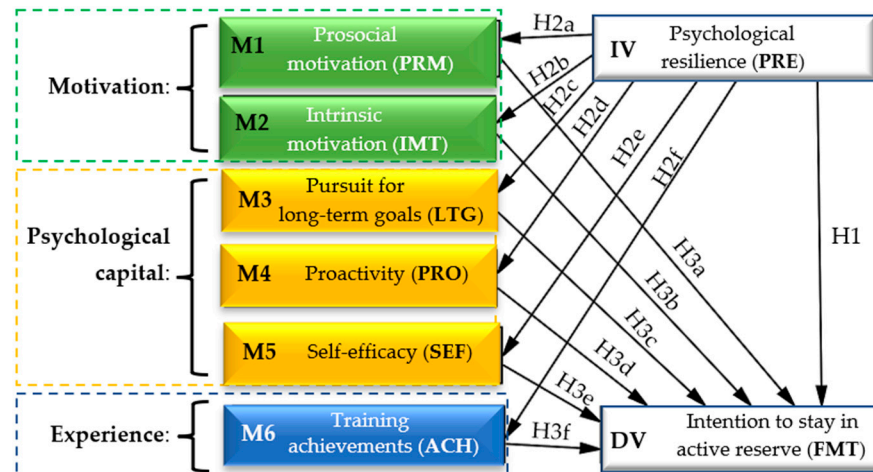 Motivation:
M1
Prosocial
motivation (PRM)
M2
Intrinsic
motivation (IMT)
Psychological
capital:
M3
Pursuit for
long-term goals (LTG)
M4
Proactivity (PRO)
M5
Self-efficacy (SEF)
Experience:
M6
Training
achievements (ACH)
IV
Psychological
resilience (PRE)
DV
Intention to stay in
active reserve (FMT)
H2a
H2b
H2c
H2d
H2e
H2f
H1
H3a
H3b
H3c
H3d
H3e
H3f